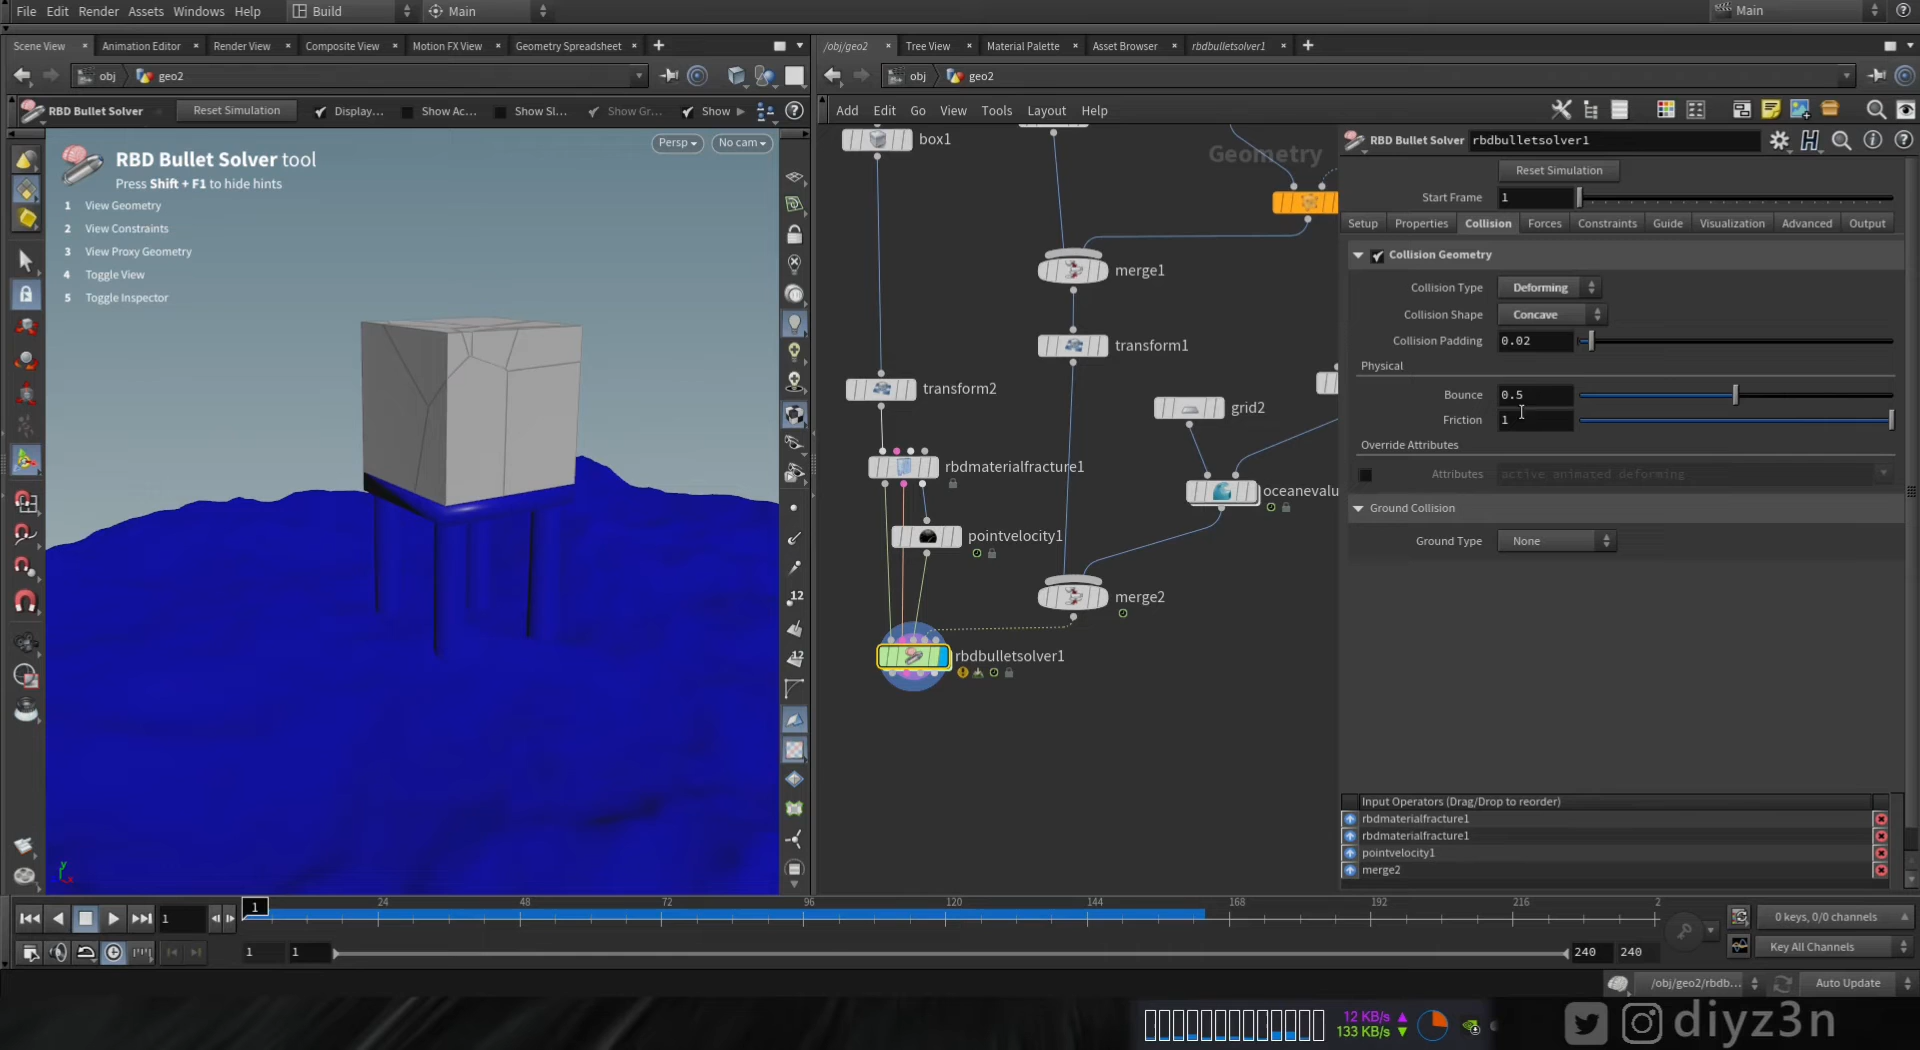 File Edit Render Assets Windows Help Build Main Main
Scene View Animation Editor Render View Composite View Motion FX View Geometry Spreadsheet
/obj/geo2 Tree View Material Palette Asset Browser rbdbulletsolver1
obj geo2
obj geo2
RBD Bullet Solver Reset Simulation Display... Show Ac... Show Sl... Show Gr... Show
Add Edit Go View Tools Layout Help
RBD Bullet Solver tool
Press Shift + F1 to hide hints
1 View Geometry
2 View Constraints
3 View Proxy Geometry
4 Toggle View
5 Toggle Inspector
Persp No cam
12
12
y
x
Geometry
box1
merge1
transform1
transform2
grid2
rbdmaterialfracture1
oceanevalu
pointvelocity1
merge2
rbdbulletsolver1
RBD Bullet Solver rbdbulletsolver1
Reset Simulation
Start Frame 1
Setup Properties Collision Forces Constraints Guide Visualization Advanced Output
Collision Geometry
Collision Type Deforming
Collision Shape Concave
Collision Padding 0.02
Physical
Bounce 0.5
Friction 1
Override Attributes
Attributes active animated deforming
Ground Collision
Ground Type None
Input Operators (Drag/Drop to reorder)
rbdmaterialfracture1
rbdmaterialfracture1
pointvelocity1
merge2
1 1 24 48 72 96 120 144 168 192 216 2
0 keys, 0/0 channels
1 1 240 240
Key All Channels
/obj/geo2/rbdb... Auto Update
12 KB/s
133 KB/s
diyz3n